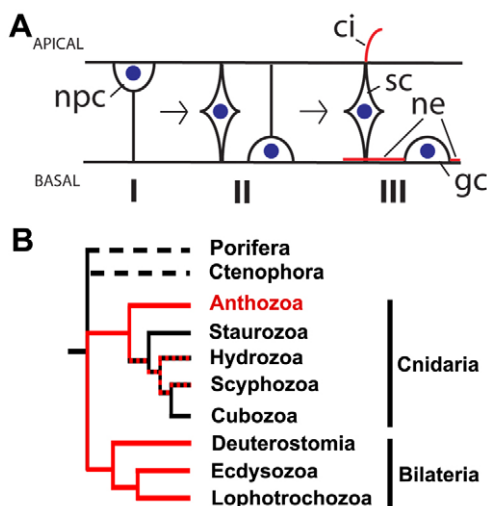 A
APICAL
ci
npc
sc
ne
gc
BASAL
I II III
B
Porifera
Ctenophora
Anthozoa
Staurozoa
Hydrozoa
Cnidaria
Scyphozoa
Cubozoa
Deuterostomia
Ecdysozoa
Bilateria
Lophotrochozoa